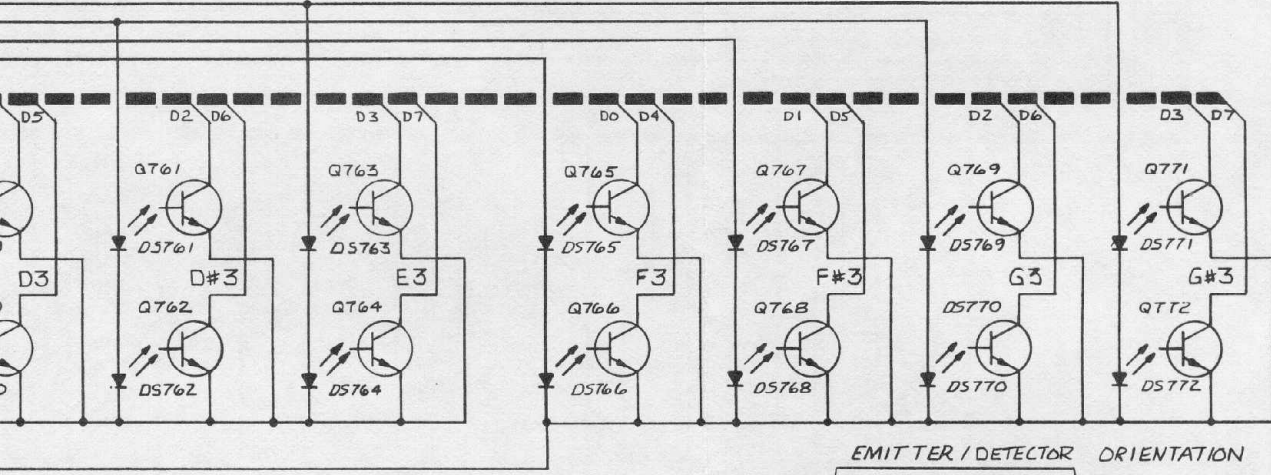 D5 D2 D6 D3 D7 D0 D4 D1 D5 D2 D6 D3 D7
Q761 Q763 Q765 Q767 Q769 Q771
DS761 DS763 DS765 DS767 DS769 DS771
D3 D#3 E3 F3 F#3 G3 G#3
Q762 Q764 Q766 Q768 DS770 Q772
DS762 DS764 DS766 DS768 DS770 DS772
EMITTER / DETECTOR ORIENTATION